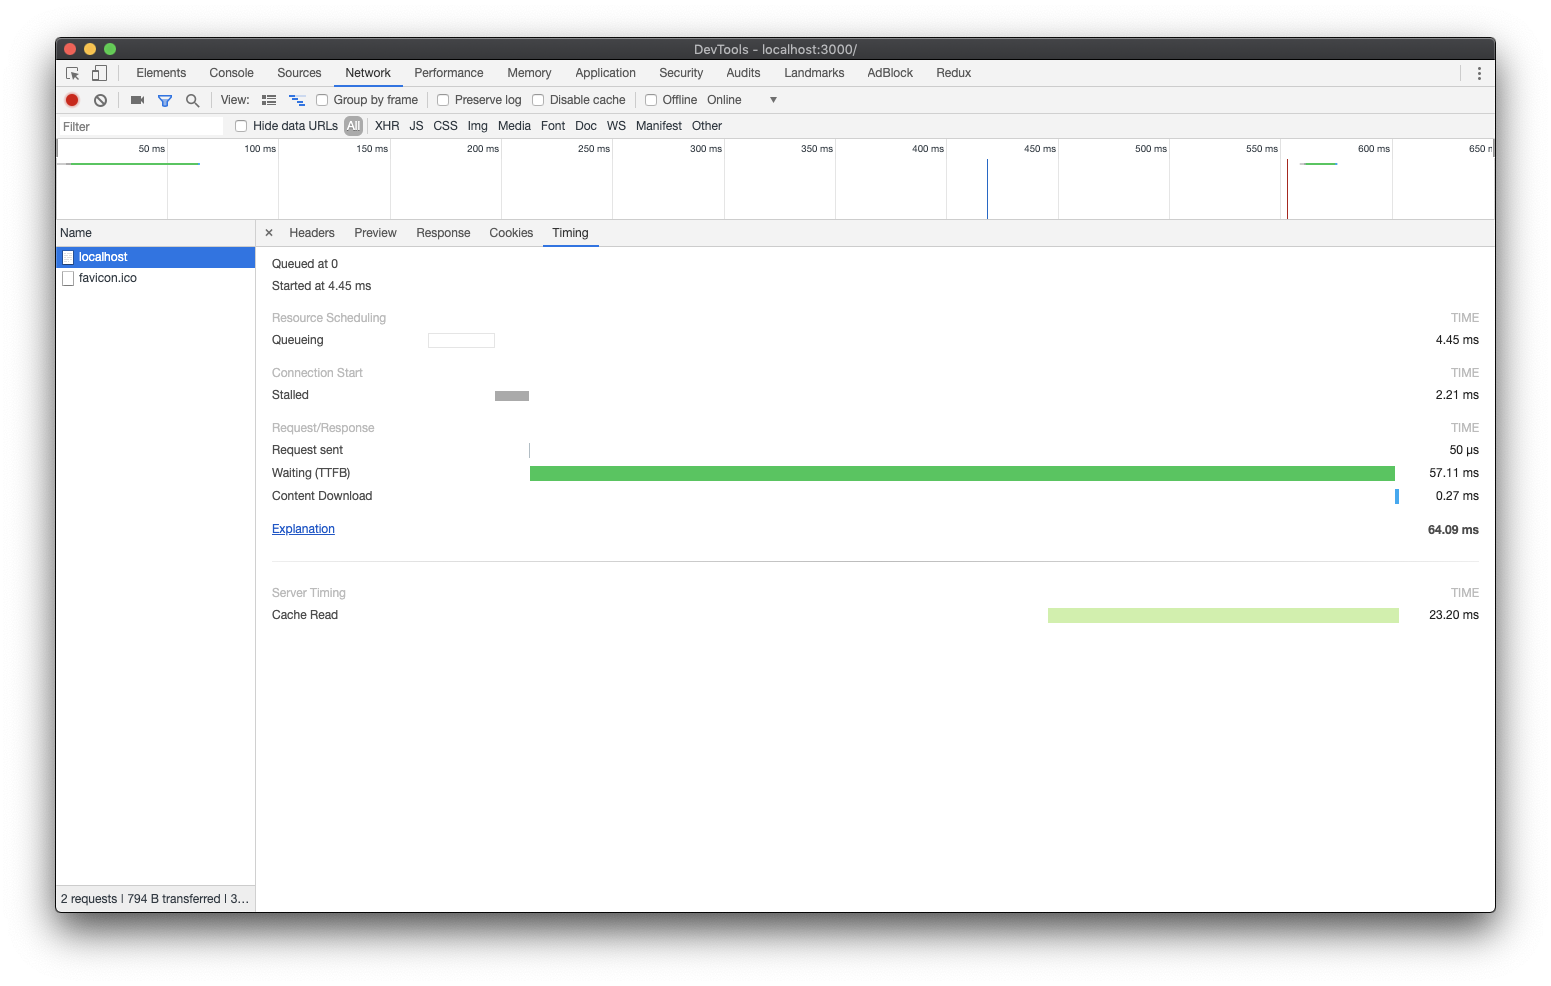 DevTools - localhost:3000/
Elements Console Sources Network Performance Memory Application Security Audits Landmarks AdBlock Redux
View: Group by frame Preserve log Disable cache Offline Online
Filter Hide data URLs All XHR JS CSS Img Media Font Doc WS Manifest Other
50 ms 100 ms 150 ms 200 ms 250 ms 300 ms 350 ms 400 ms 450 ms 500 ms 550 ms 600 ms 650 m
Name × Headers Preview Response Cookies Timing
localhost
favicon.ico
Queued at 0
Started at 4.45 ms
Resource Scheduling TIME
Queueing 4.45 ms
Connection Start TIME
Stalled 2.21 ms
Request/Response TIME
Request sent 50 μs
Waiting (TTFB) 57.11 ms
Content Download 0.27 ms
Explanation 64.09 ms
Server Timing TIME
Cache Read 23.20 ms
2 requests | 794 B transferred | 3...